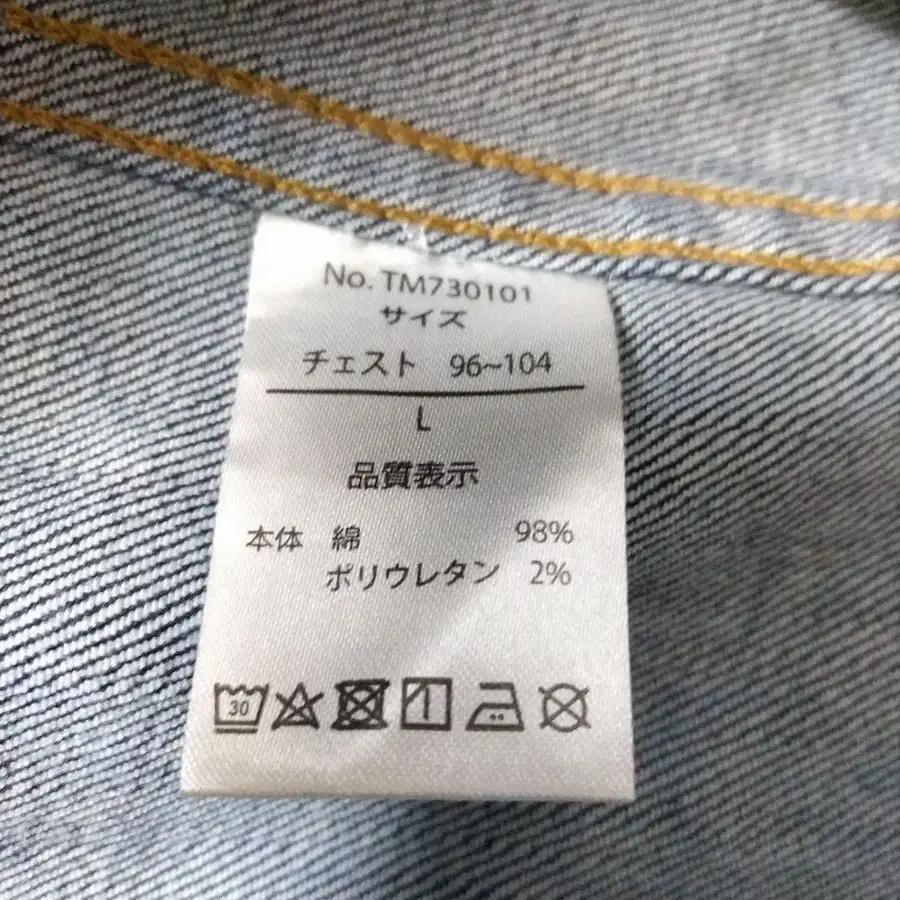 No. TM730101
サイズ
チェスト 96~104
L
品質表示
本体 綿 98%
ポリウレタン 2%
30